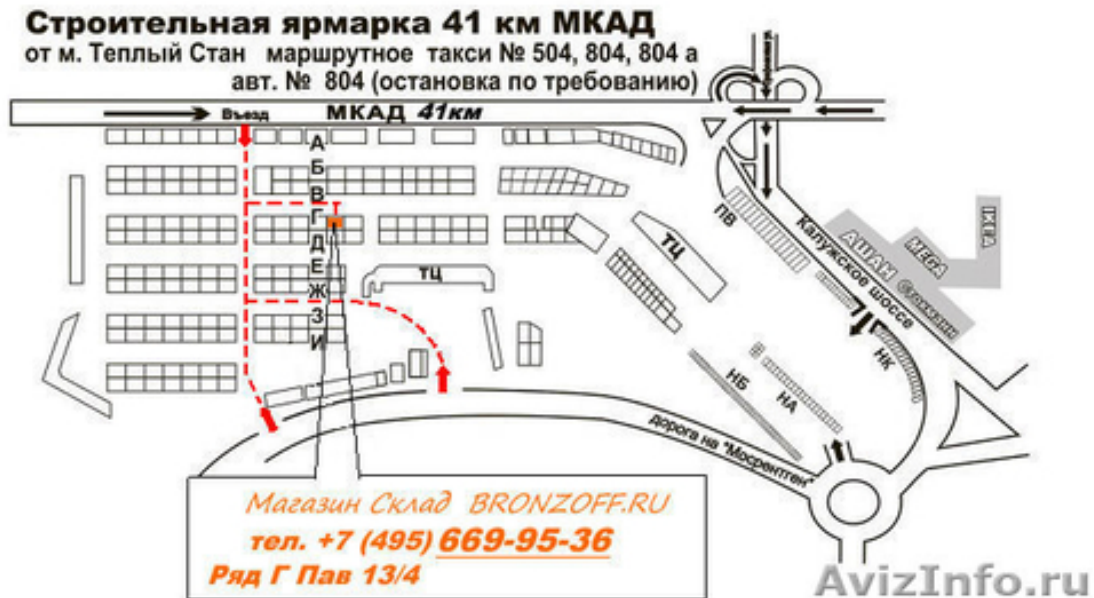 Строительная ярмарка 41 км МКАД
от м. Теплый Стан маршрутное такси № 504, 804, 804 а
авт. № 804 (остановка по требованию)
Въезд
МКАД 41км
А
Б
В
Г
Д
Е
Ж
З
И
ТЦ
ТЦ
ПВ
Калужское шоссе
АШАН
MEGA
IKEA
Стокманн
НК
НБ
НА
дорога на "Мосрентген"
Магазин Склад BRONZOFF.RU
тел. +7 (495) 669-95-36
Ряд Г Пав 13/4
AvizInfo.ru